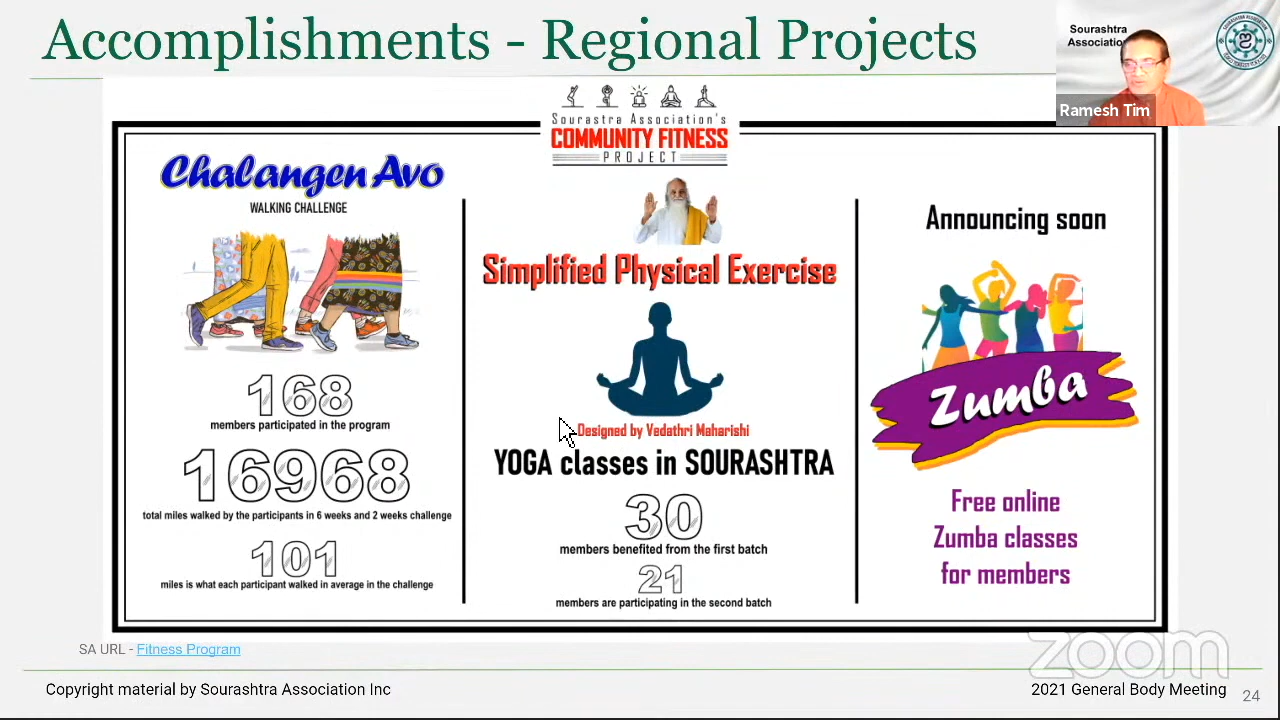 Accomplishments - Regional Projects
Sourashtra
Association
Ramesh Tim
Sourastra Association's
COMMUNITY FITNESS
PROJECT
Chalangen Avo
WALKING CHALLENGE
168
members participated in the program
16968
total miles walked by the participants in 6 weeks and 2 weeks challenge
101
miles is what each participant walked in average in the challenge
Simplified Physical Exercise
Designed by Vedathri Maharishi
YOGA classes in SOURASHTRA
30
members benefited from the first batch
21
members are participating in the second batch
Announcing soon
Zumba
Free online
Zumba classes
for members
SA URL - Fitness Program
zoom
Copyright material by Sourashtra Association Inc
2021 General Body Meeting
24